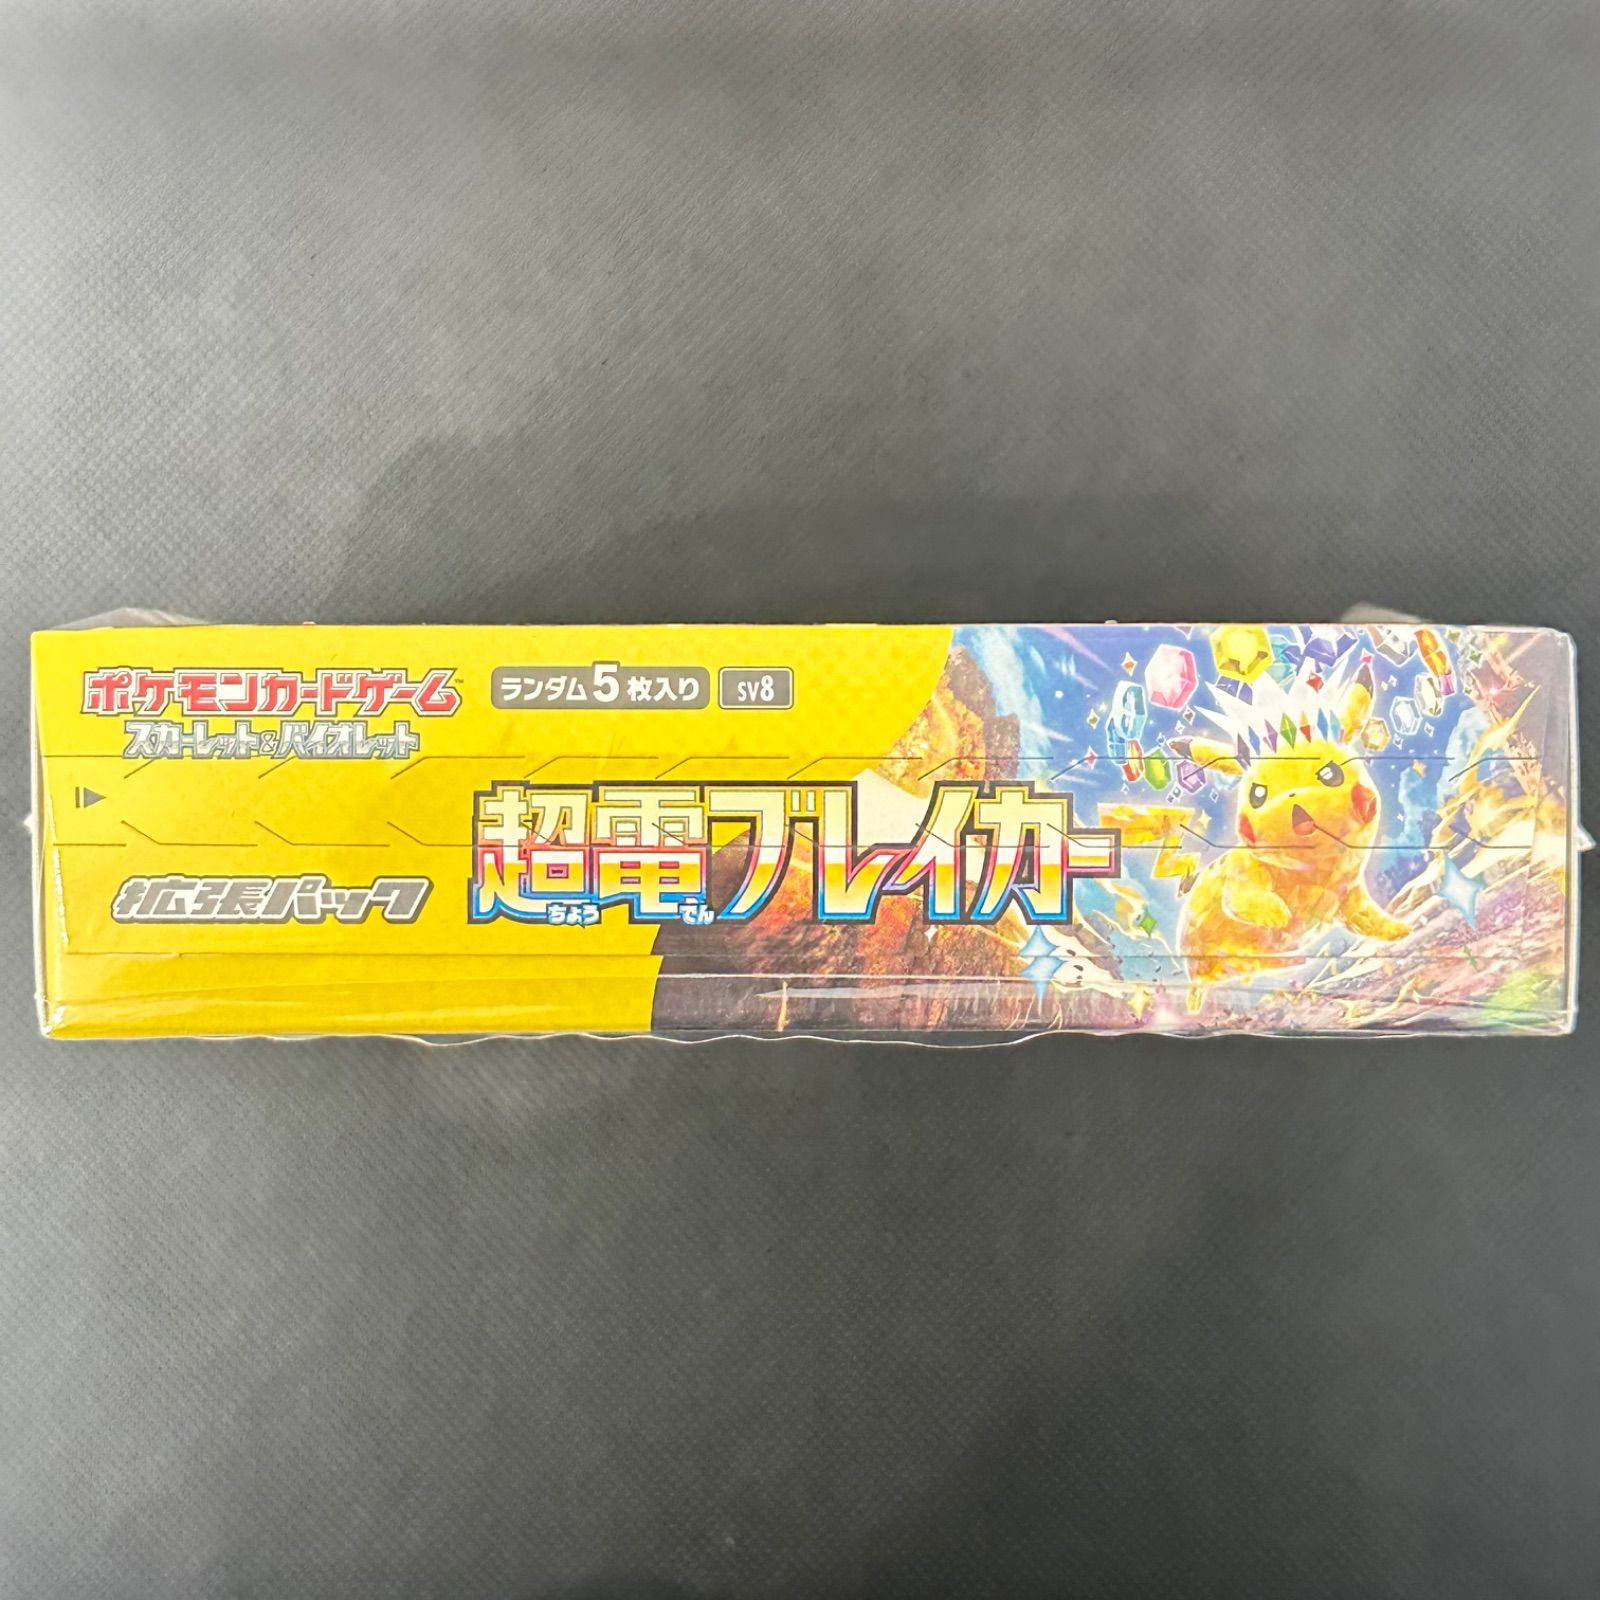 ポケモンカードゲーム™
スカーレット&バイオレット
ランダム5枚入り
SV8
超電ブレイカー
ちょう でん
拡張パック